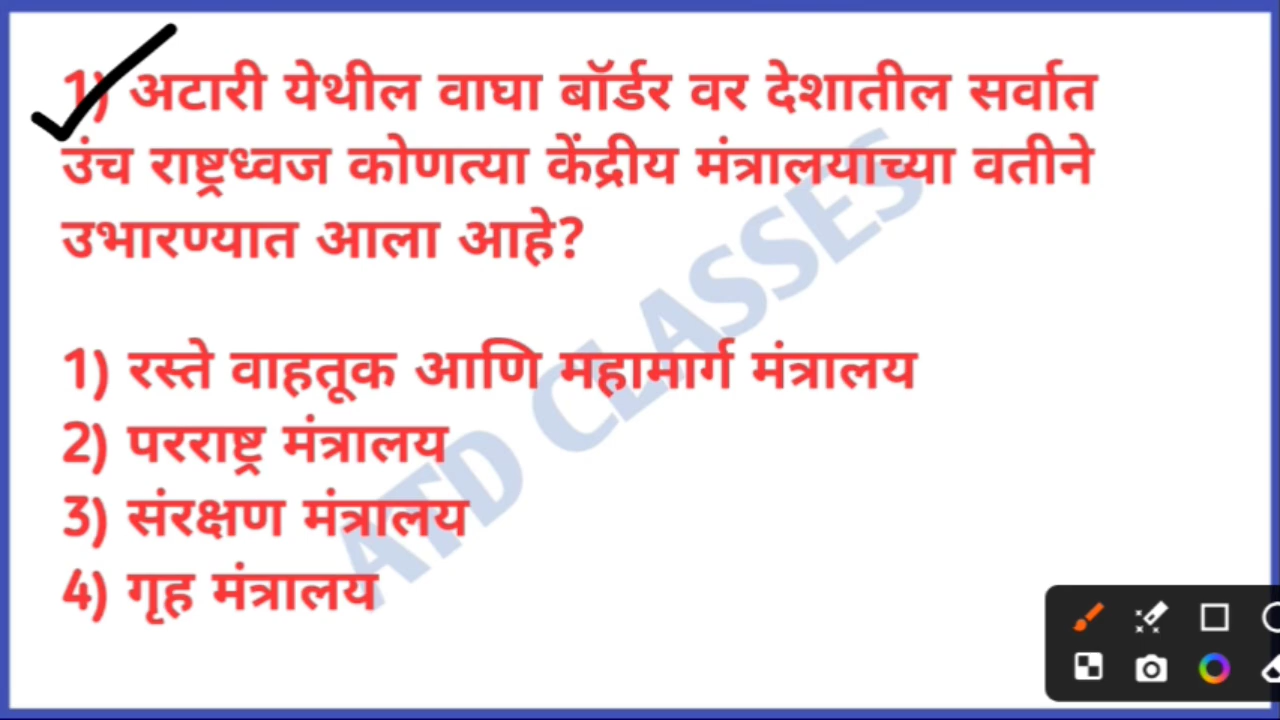 1) अटारी येथील वाघा बॉर्डर वर देशातील सर्वात
उंच राष्ट्रध्वज कोणत्या केंद्रीय मंत्रालयाच्या वतीने
उभारण्यात आला आहे?
1) रस्ते वाहतूक आणि महामार्ग मंत्रालय
2) परराष्ट्र मंत्रालय
3) संरक्षण मंत्रालय
4) गृह मंत्रालय
ATD CLASSES